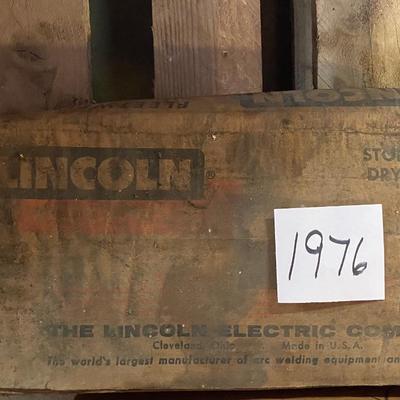 LINCOLN
LINCOLN®
DRY
1976
THE LINCOLN ELECTRIC COM
Cleveland, Ohio Made in U.S.A.
The world's largest manufacturer of arc welding equipment an